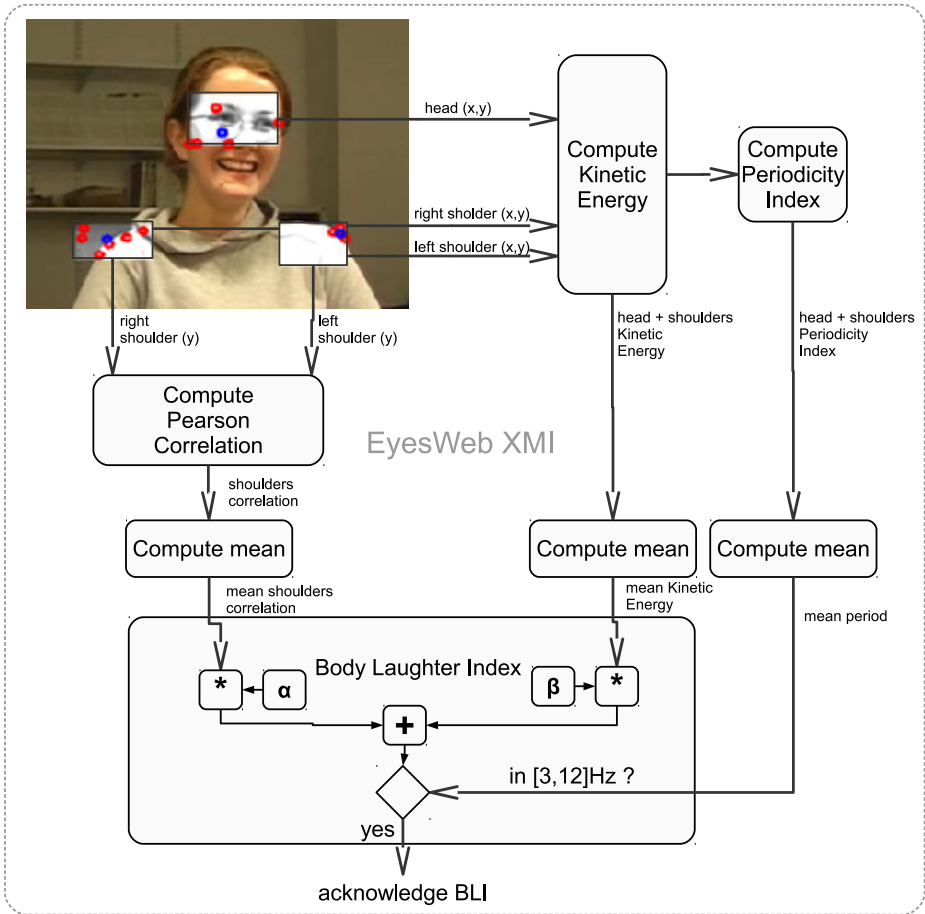 head (x,y)
Compute
Kinetic
Energy
Compute
Periodicity
Index
right sholder (x,y)
left shoulder (x,y)
right
shoulder (y)
left
shoulder (y)
head + shoulders
Kinetic
Energy
head + shoulders
Periodicity
Index
Compute
Pearson
Correlation
EyesWeb XMI
shoulders
correlation
Compute mean
Compute mean
Compute mean
mean shoulders
correlation
mean Kinetic
Energy
mean period
Body Laughter Index
*
α
β
*
+
in [3,12]Hz ?
yes
acknowledge BLI